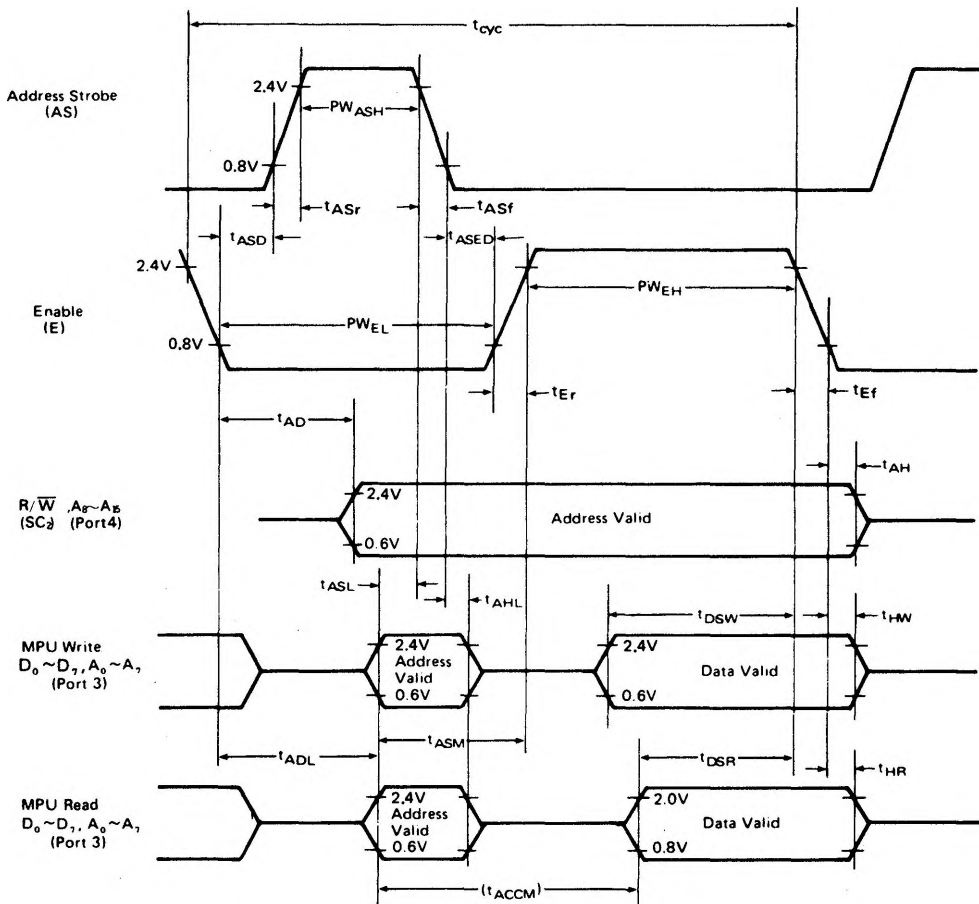 tcyc
Address Strobe
(AS)
2.4V
PWASH
0.8V
tASr
tASf
tASD
tASED
2.4V
Enable
(E)
PWEH
PWEL
0.8V
tEr
tEf
tAD
tAH
R/W̅ ,A8~A15
(SC2) (Port4)
2.4V
Address Valid
0.6V
tASL
tAHL
tDSW
tHW
MPU Write
D0~D7, A0~A7
(Port 3)
2.4V
Address
Valid
0.6V
2.4V
Data Valid
0.6V
tADL
tASM
tDSR
tHR
MPU Read
D0~D7, A0~A7
(Port 3)
2.4V
Address
Valid
0.6V
2.0V
Data Valid
0.8V
(tACCM)